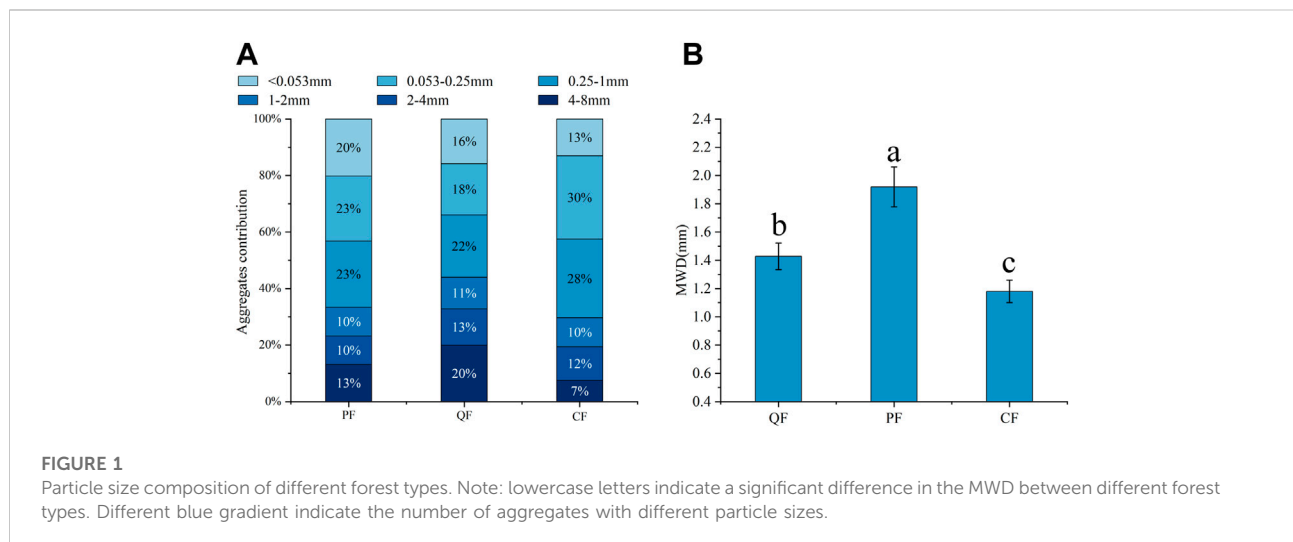 A
<0.053mm 0.053-0.25mm 0.25-1mm
1-2mm 2-4mm 4-8mm
Aggregates contribution
100%
80%
60%
40%
20%
0%
20%
23%
23%
10%
10%
13%
16%
18%
22%
11%
13%
20%
13%
30%
28%
10%
12%
7%
PF QF CF
B
MWD(mm)
2.4
2.2
2.0
1.8
1.6
1.4
1.2
1.0
0.8
0.6
0.4
b
a
c
QF PF CF
FIGURE 1
Particle size composition of different forest types. Note: lowercase letters indicate a significant difference in the MWD between different forest
types. Different blue gradient indicate the number of aggregates with different particle sizes.